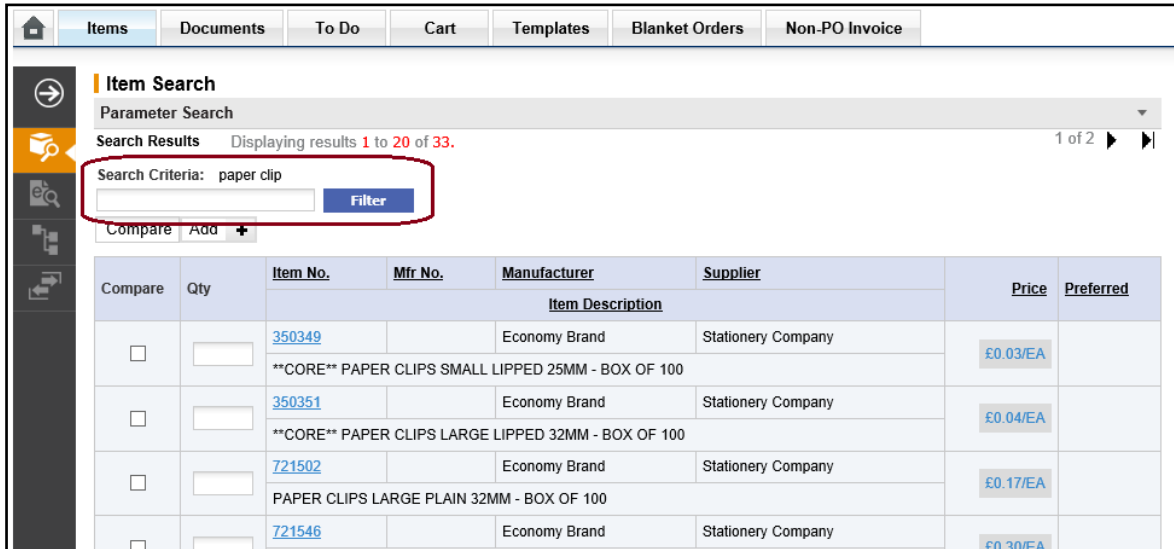 Items Documents To Do Cart Templates Blanket Orders Non-PO Invoice
Item Search
Parameter Search
Search Results Displaying results 1 to 20 of 33. 1 of 2
Search Criteria: paper clip
Filter
Compare Add +
Compare Qty Item No. Mfr No. Manufacturer Supplier Price Preferred
Item Description
350349 Economy Brand Stationery Company £0.03/EA
**CORE** PAPER CLIPS SMALL LIPPED 25MM - BOX OF 100
350351 Economy Brand Stationery Company £0.04/EA
**CORE** PAPER CLIPS LARGE LIPPED 32MM - BOX OF 100
721502 Economy Brand Stationery Company £0.17/EA
PAPER CLIPS LARGE PLAIN 32MM - BOX OF 100
721546 Economy Brand Stationery Company £0.30/EA